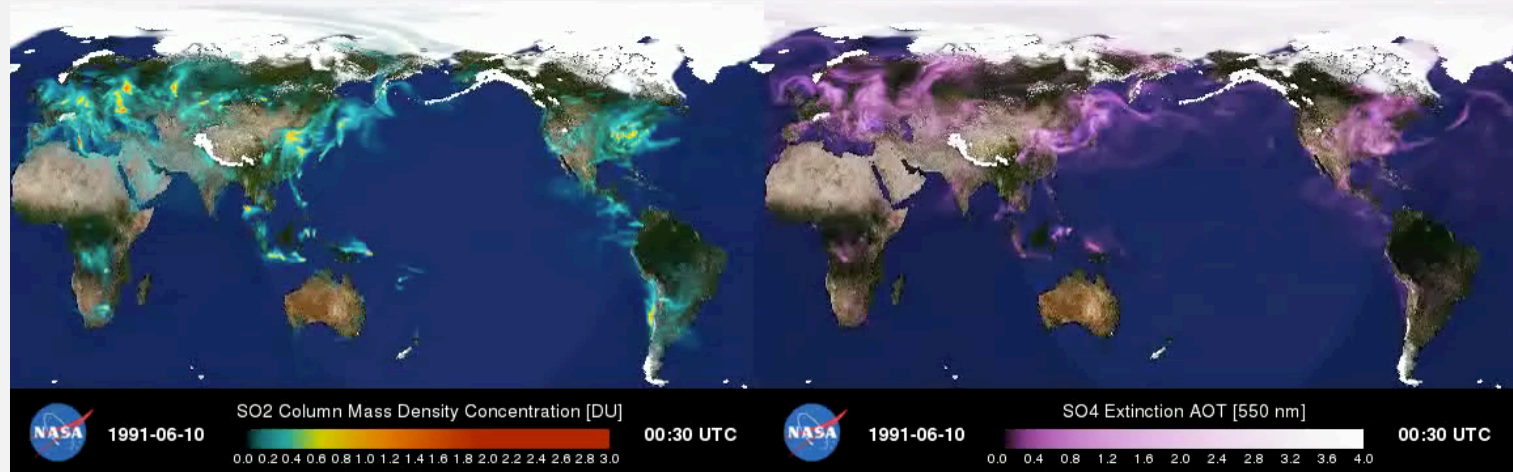 SO2 Column Mass Density Concentration [DU]
NASA 1991-06-10 00:30 UTC
0.0 0.2 0.4 0.6 0.8 1.0 1.2 1.4 1.6 1.8 2.0 2.2 2.4 2.6 2.8 3.0
SO4 Extinction AOT [550 nm]
NASA 1991-06-10 00:30 UTC
0.0 0.4 0.8 1.2 1.6 2.0 2.4 2.8 3.2 3.6 4.0